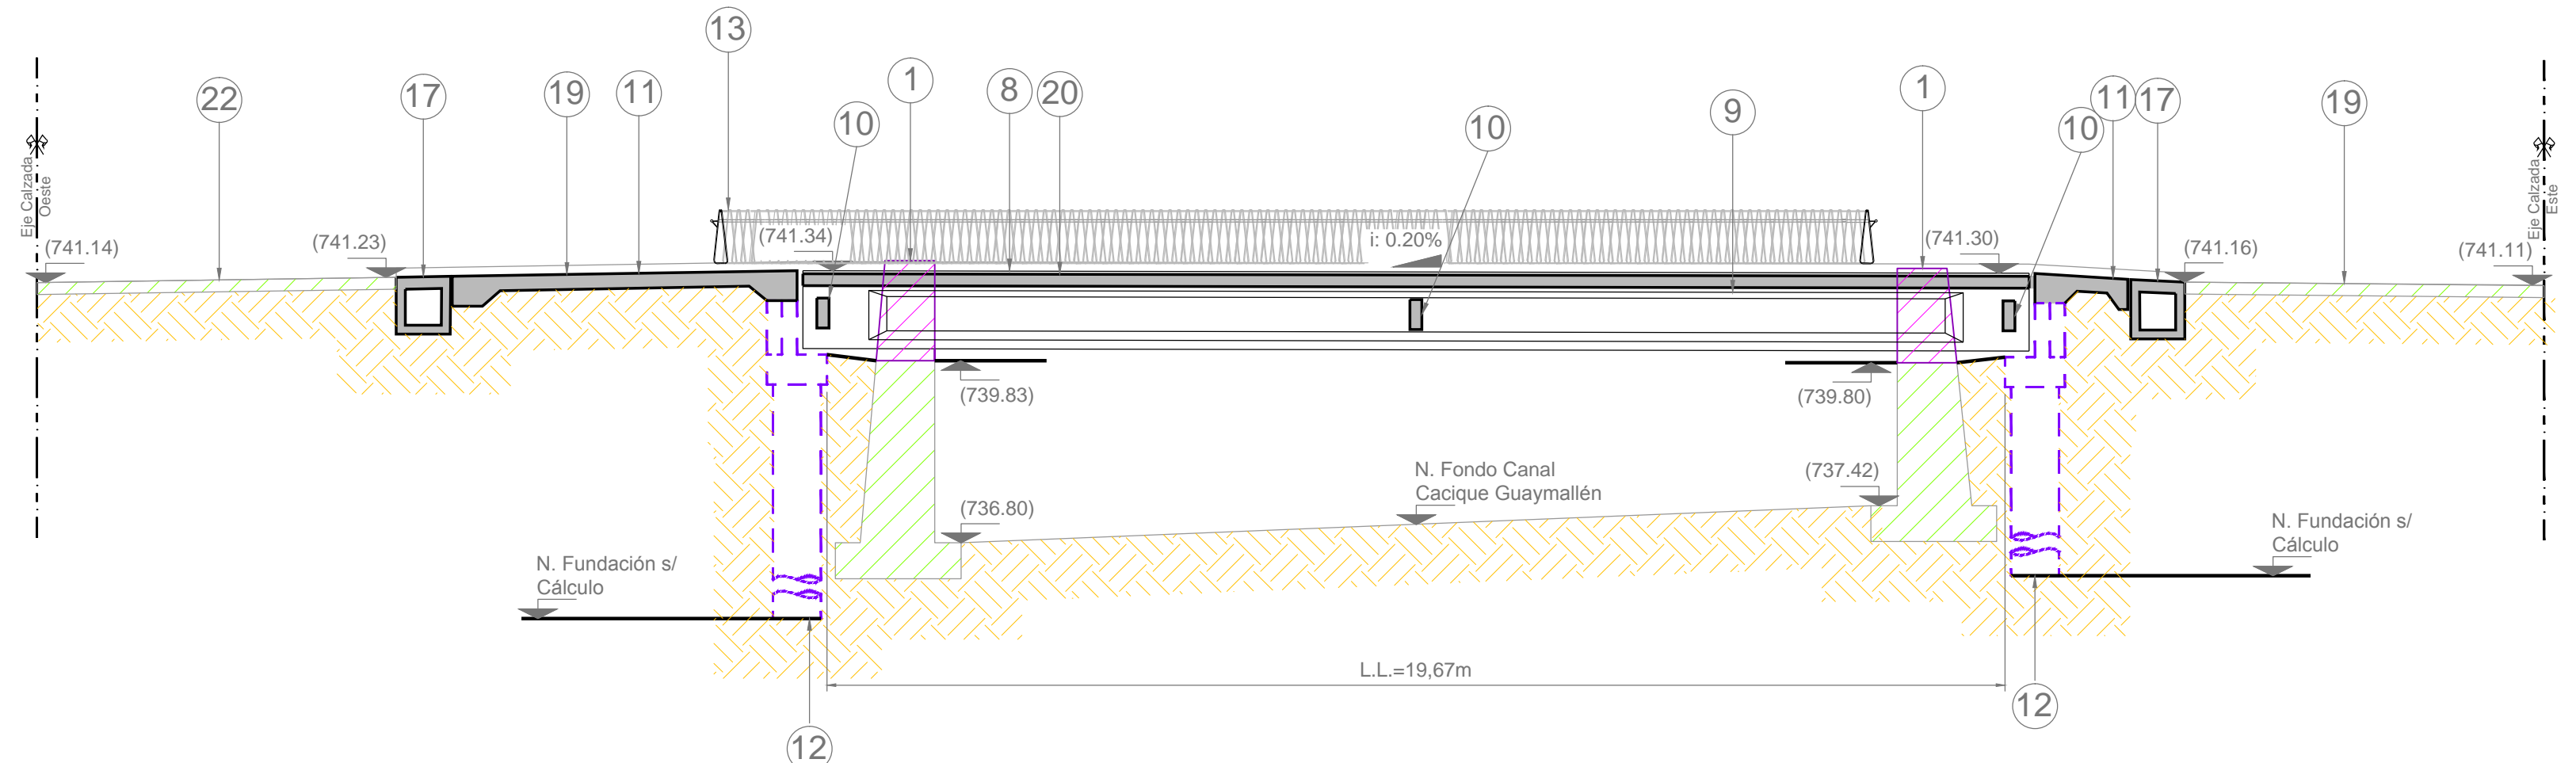 13
22
17
19
11
1
8
20
10
10
9
1
10
11
17
19
Eje Calzada
Oeste
(741.14)
(741.23)
(741.34)
i: 0.20%
(741.30)
(741.16)
(741.11)
Eje Calzada
Este
(739.83)
(739.80)
(736.80)
N. Fondo Canal
Cacique Guaymallén
(737.42)
N. Fundación s/
Cálculo
N. Fundación s/
Cálculo
L.L.=19,67m
12
12